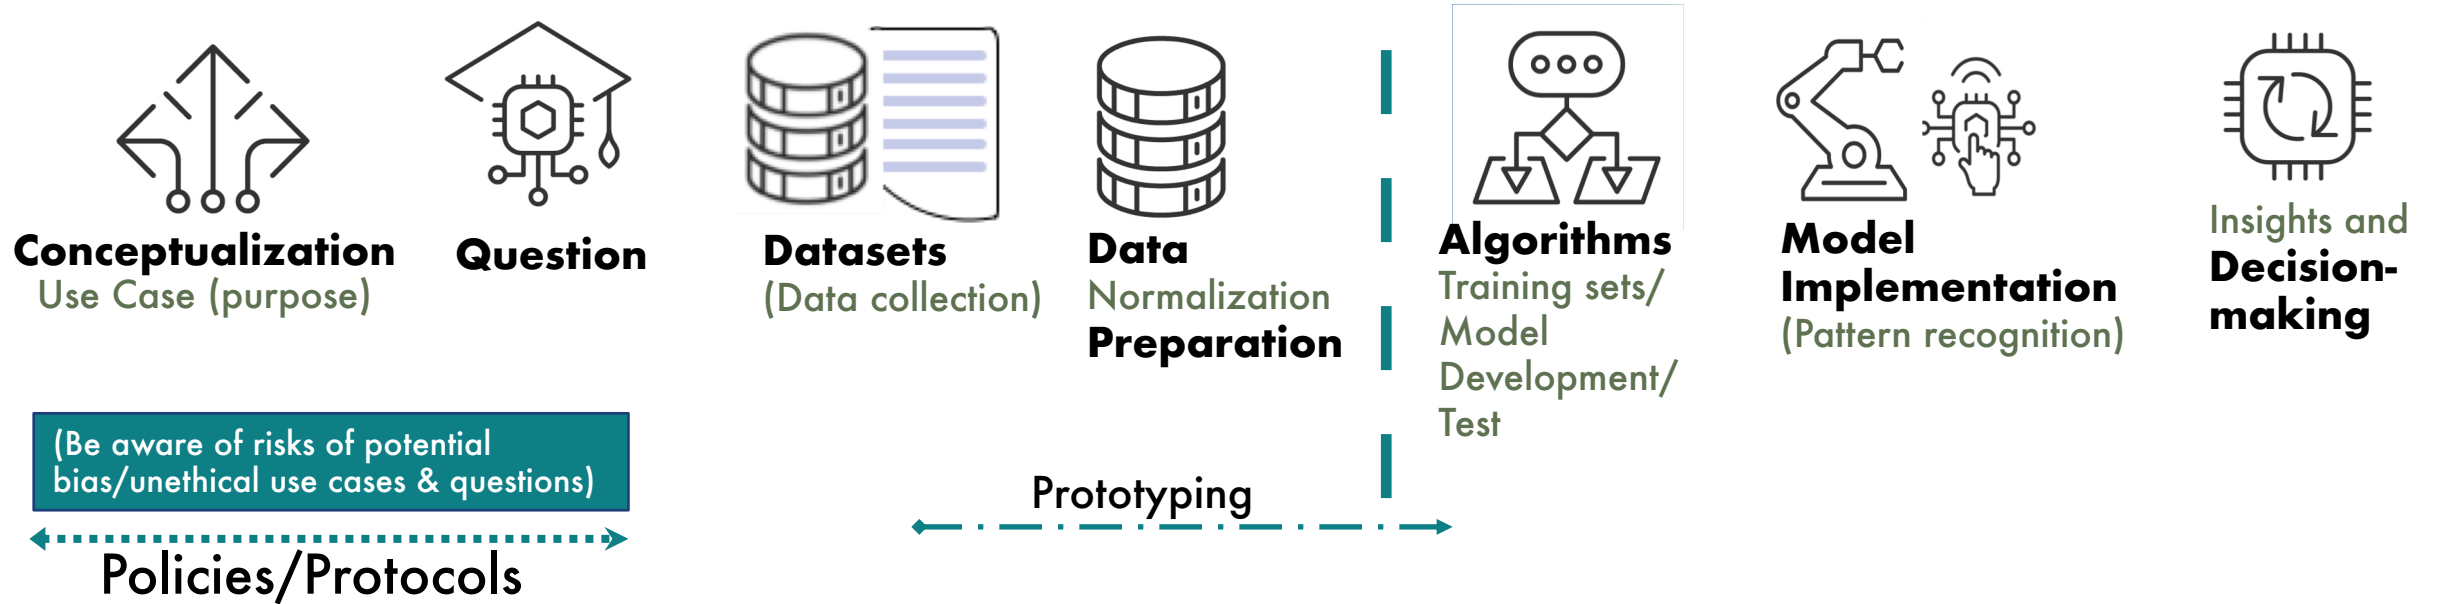 Conceptualization
Use Case (purpose)
Question
Datasets
(Data collection)
Data
Normalization
Preparation
Algorithms
Training sets/
Model
Development/
Test
Model
Implementation
(Pattern recognition)
Insights and
Decision-
making
(Be aware of risks of potential
bias/unethical use cases & questions)
Policies/Protocols
Prototyping